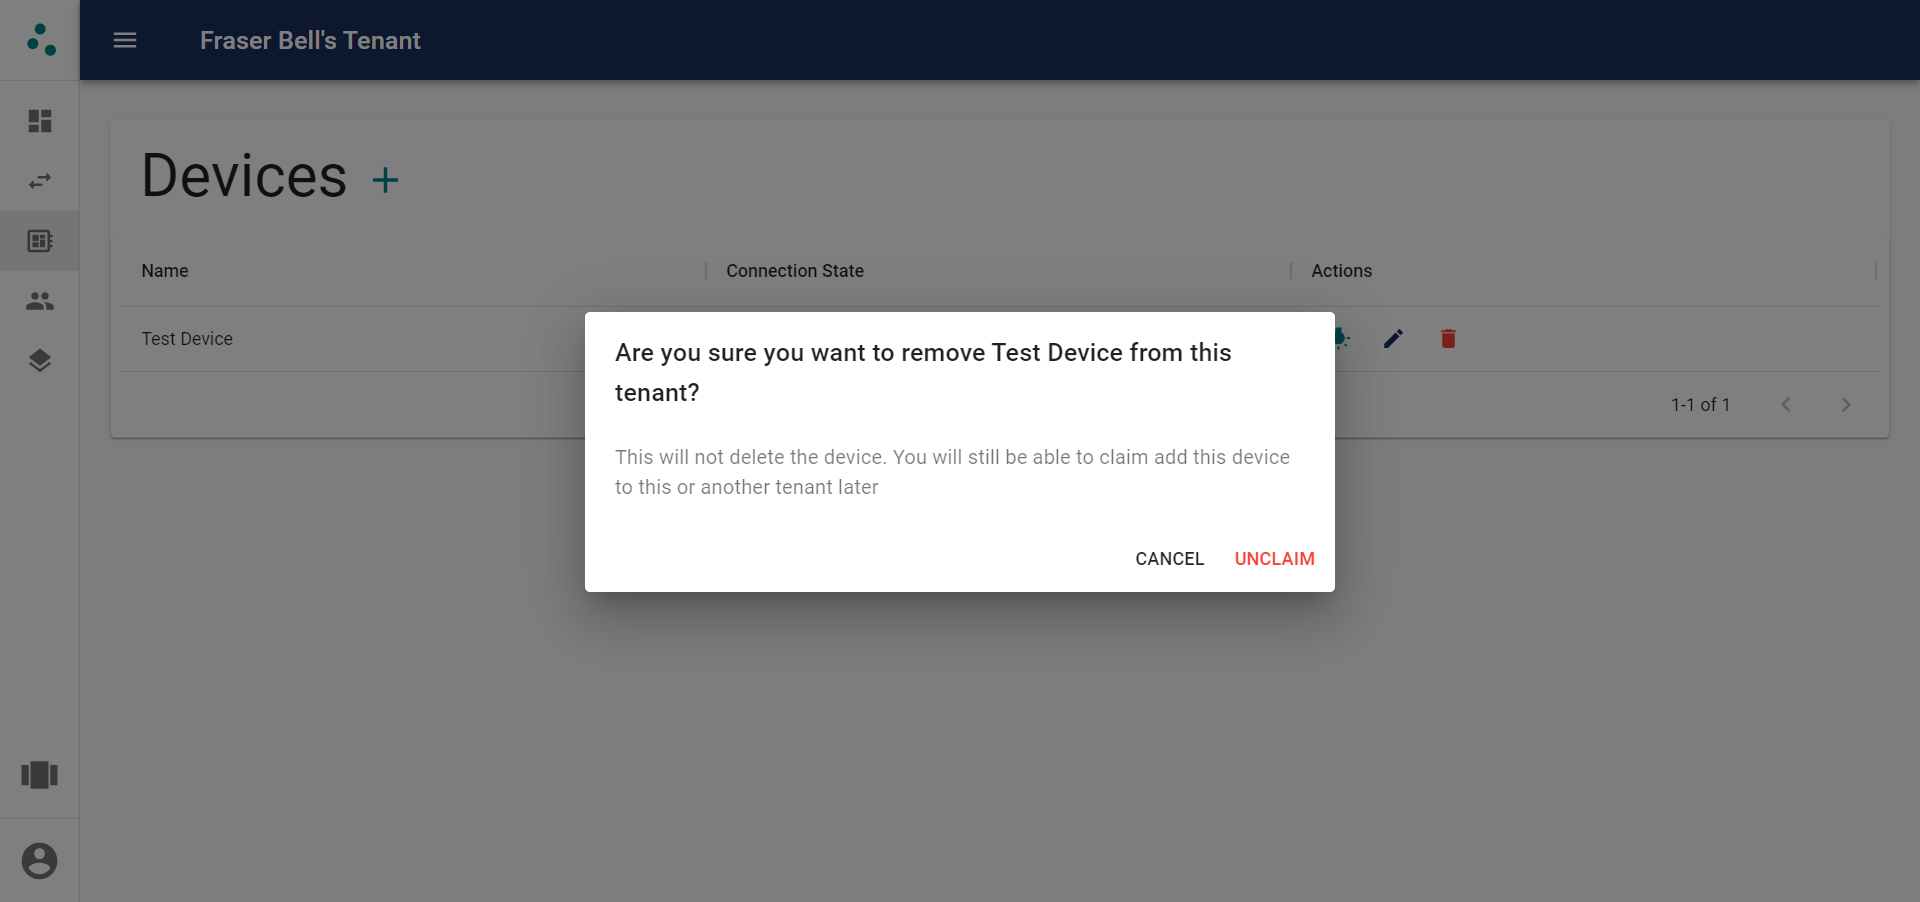 Fraser Bell's Tenant
Devices
Name
Connection State
Actions
Test Device
1-1 of 1
Are you sure you want to remove Test Device from this
tenant?
This will not delete the device. You will still be able to claim add this device
to this or another tenant later
CANCEL
UNCLAIM